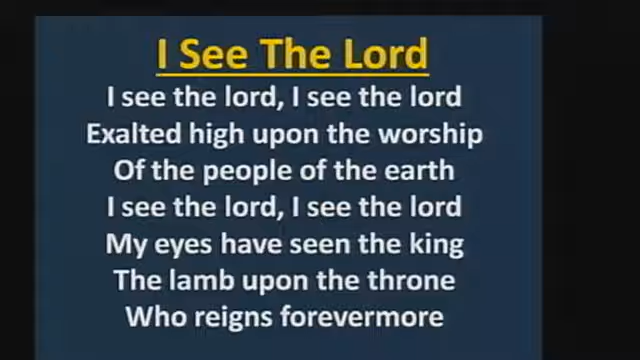 I See The Lord
I see the lord, I see the lord
Exalted high upon the worship
Of the people of the earth
I see the lord, I see the lord
My eyes have seen the king
The lamb upon the throne
Who reigns forevermore